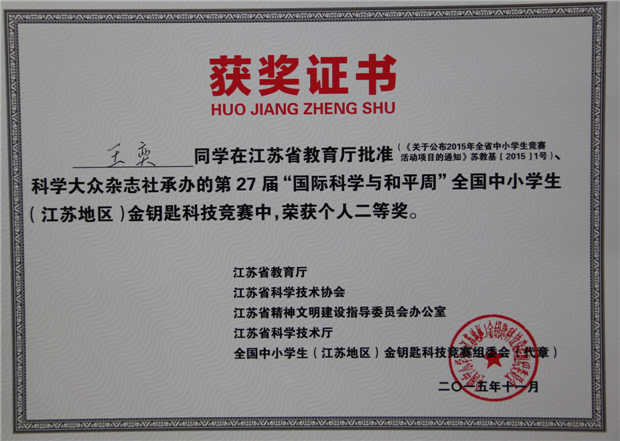 获奖证书
HUO JIANG ZHENG SHU
王奕同学在江苏省教育厅批准(《关于公布2015年全省中小学生竞赛
活动项目的通知》苏教基[2015]1号)、
科学大众杂志社承办的第27届“国际科学与和平周”全国中小学生
(江苏地区)金钥匙科技竞赛中,荣获个人二等奖。
江苏省教育厅
江苏省科学技术协会
江苏省精神文明建设指导委员会办公室
江苏省科学技术厅
全国中小学生(江苏地区)金钥匙科技竞赛组委会(代章)
二〇一五年十一月